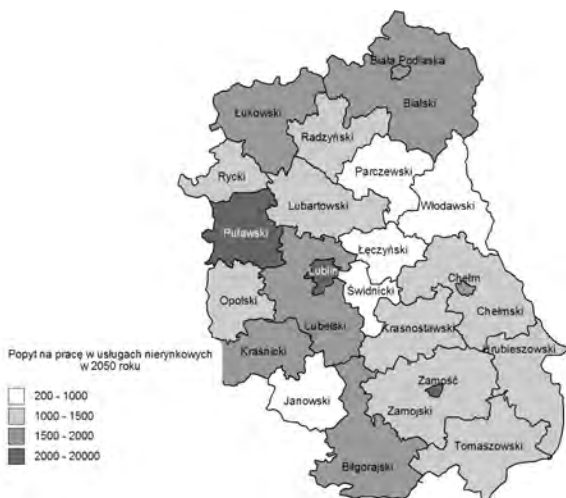 Biała Podlaska
Bialski
Łukowski
Radzyński
Parczewski
Rycki
Lubartowski
Włodawski
Puławski
Łęczyński
Lublin
Chełm
Świdnicki
Opolski
Chełmski
Lubelski
Krasnostawski
Popyt na pracę w usługach nierynkowych
w 2050 roku
Kraśnicki
Hrubieszowski
Zamość
200 - 1000
1000 - 1500
1500 - 2000
2000 - 20000
Janowski
Zamojski
Tomaszowski
Biłgorajski